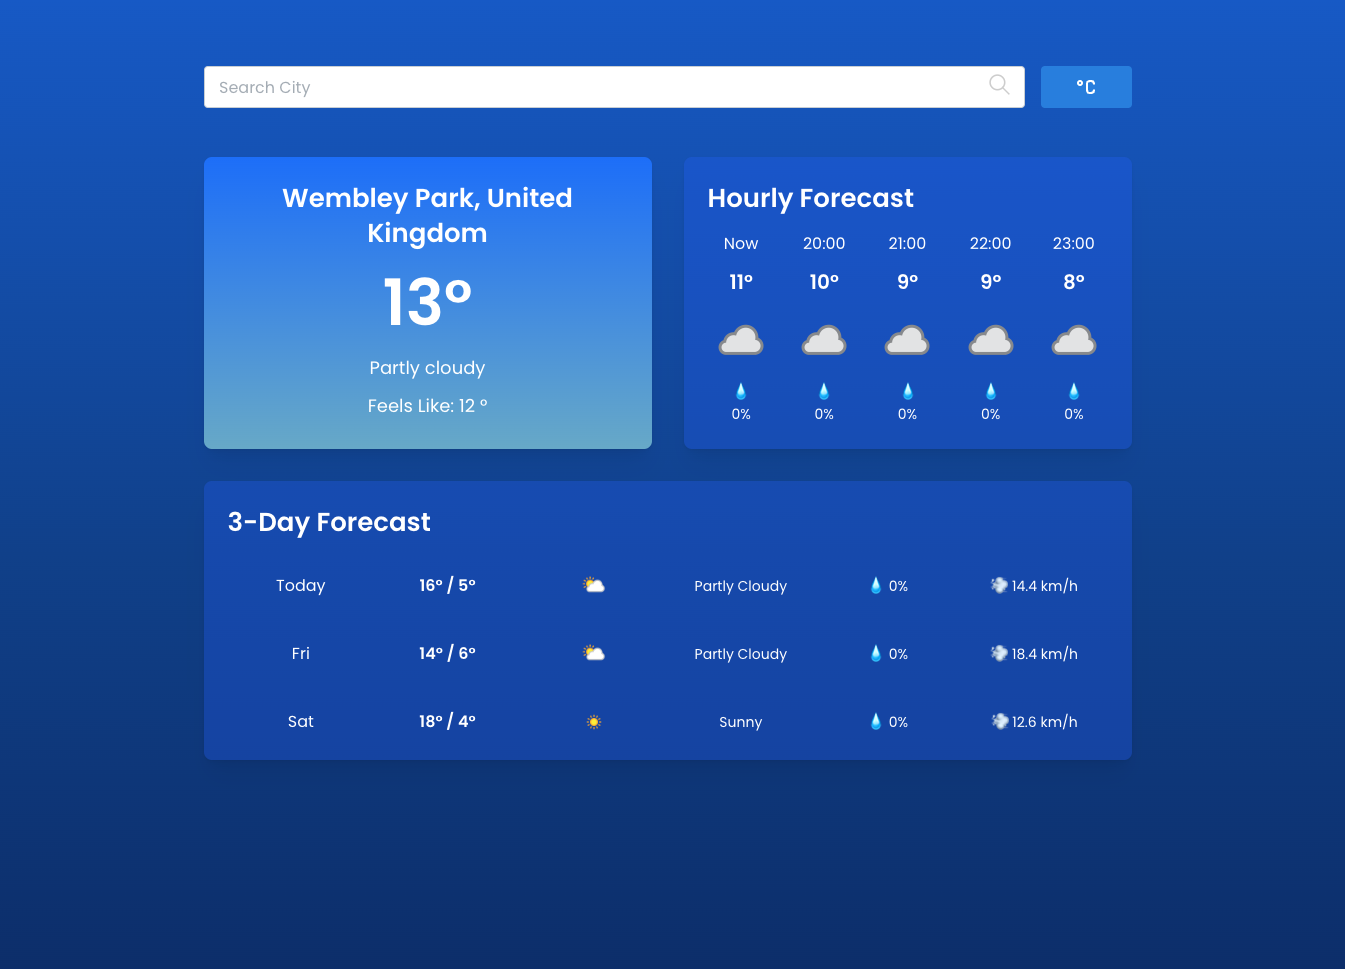 Search City
°C
Wembley Park, United
Kingdom
13°
Partly cloudy
Feels Like: 12 °
Hourly Forecast
Now 20:00 21:00 22:00 23:00
11° 10° 9° 9° 8°
0% 0% 0% 0% 0%
3-Day Forecast
Today 16° / 5° Partly Cloudy 0% 14.4 km/h
Fri 14° / 6° Partly Cloudy 0% 18.4 km/h
Sat 18° / 4° Sunny 0% 12.6 km/h